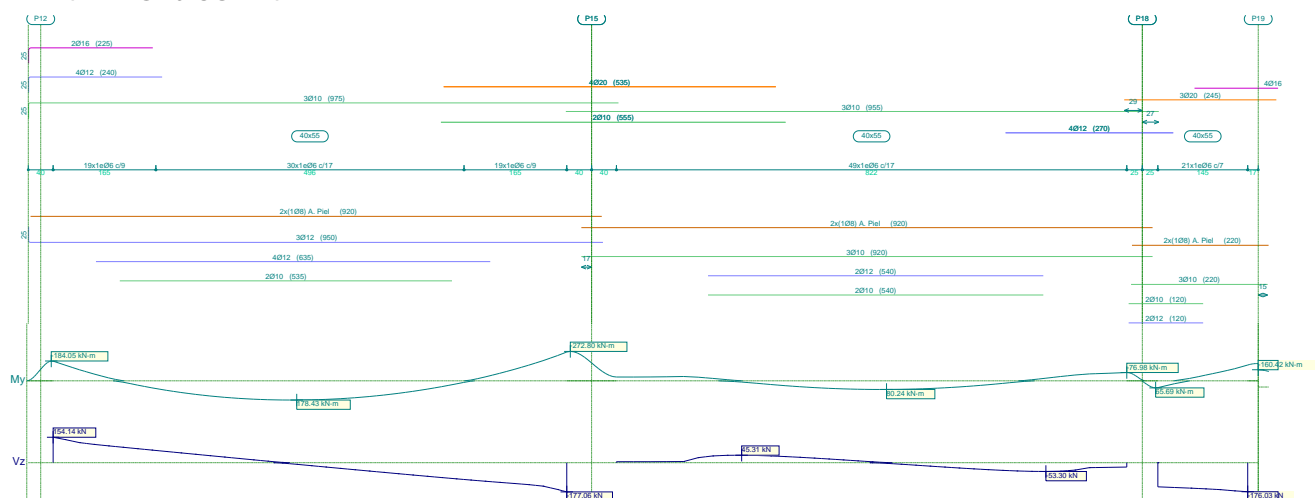 P12 P15 P18 P19
2Ø16 (225)
25
4Ø12 (240)
25
4Ø20 (535)
4Ø16
3Ø10 (975)
25
3Ø20 (245)
3Ø10 (955)
29
2Ø10 (555)
27
4Ø12 (270)
40x55 40x55 40x55
19x1eØ6 c/9 30x1eØ6 c/17 19x1eØ6 c/9 49x1eØ6 c/17 21x1eØ6 c/7
40 165 496 165 40 40 822 25 25 145 17
2x(1Ø8) A. Piel (920)
2x(1Ø8) A. Piel (920)
25
3Ø12 (950)
2x(1Ø8) A. Piel (220)
3Ø10 (920)
4Ø12 (635)
17
2Ø10 (535)
2Ø12 (540)
3Ø10 (220)
15
2Ø10 (540)
2Ø10 (120)
2Ø12 (120)
-272.80 kN·m
-184.05 kN·m
-76.98 kN·m
-160.42 kN·m
My
178.43 kN·m
80.24 kN·m
65.69 kN·m
154.14 kN
45.31 kN
Vz
-53.30 kN
-177.06 kN
-176.03 kN